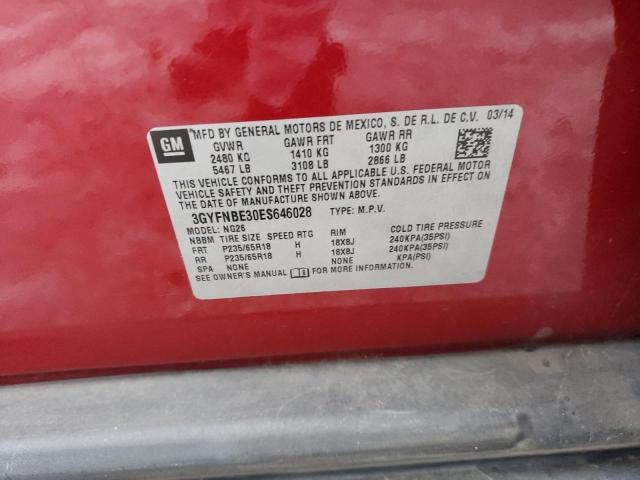 GM
MFD BY GENERAL MOTORS DE MEXICO, S. DE R.L. DE C.V. 03/14
GVWR GAWR FRT GAWR RR
2480 KG 1410 KG 1300 KG
5467 LB 3108 LB 2866 LB
THIS VEHICLE CONFORMS TO ALL APPLICABLE U.S. FEDERAL MOTOR
VEHICLE SAFETY AND THEFT PREVENTION STANDARDS IN EFFECT ON
THE DATE OF MANUFACTURE SHOWN ABOVE.
3GYFNBE30ES646028 TYPE: M.P.V.
MODEL: NG26
NBBM TIRE SIZE SPEED RTG RIM COLD TIRE PRESSURE
FRT P235/65R18 H 18X8J 240KPA(35PSI)
RR P235/65R18 H 18X8J 240KPA(35PSI)
SPA NONE NONE KPA(PSI)
SEE OWNER'S MANUAL FOR MORE INFORMATION.